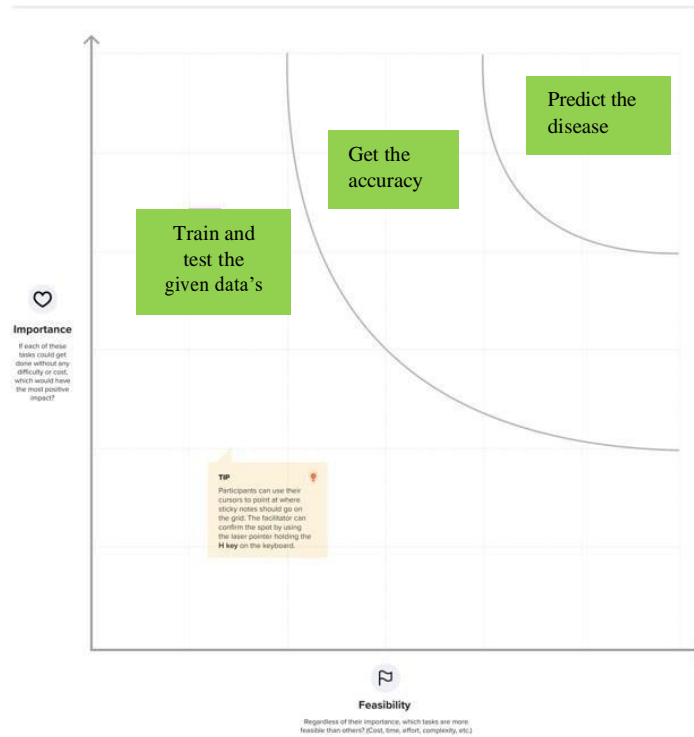 Predict the
disease
Get the
accuracy
Train and
test the
given data's
Importance
If each of these
tasks could get
done without any
difficulty or cost,
which would have
the most positive
impact?
TIP
Participants can use their
cursors to point at where
sticky notes should go on
the grid. The facilitator can
confirm the spot by using
the laser pointer holding the
H key on the keyboard.
Feasibility
Regardless of their importance, which tasks are more
feasible than others? (Cost, time, effort, complexity, etc.)